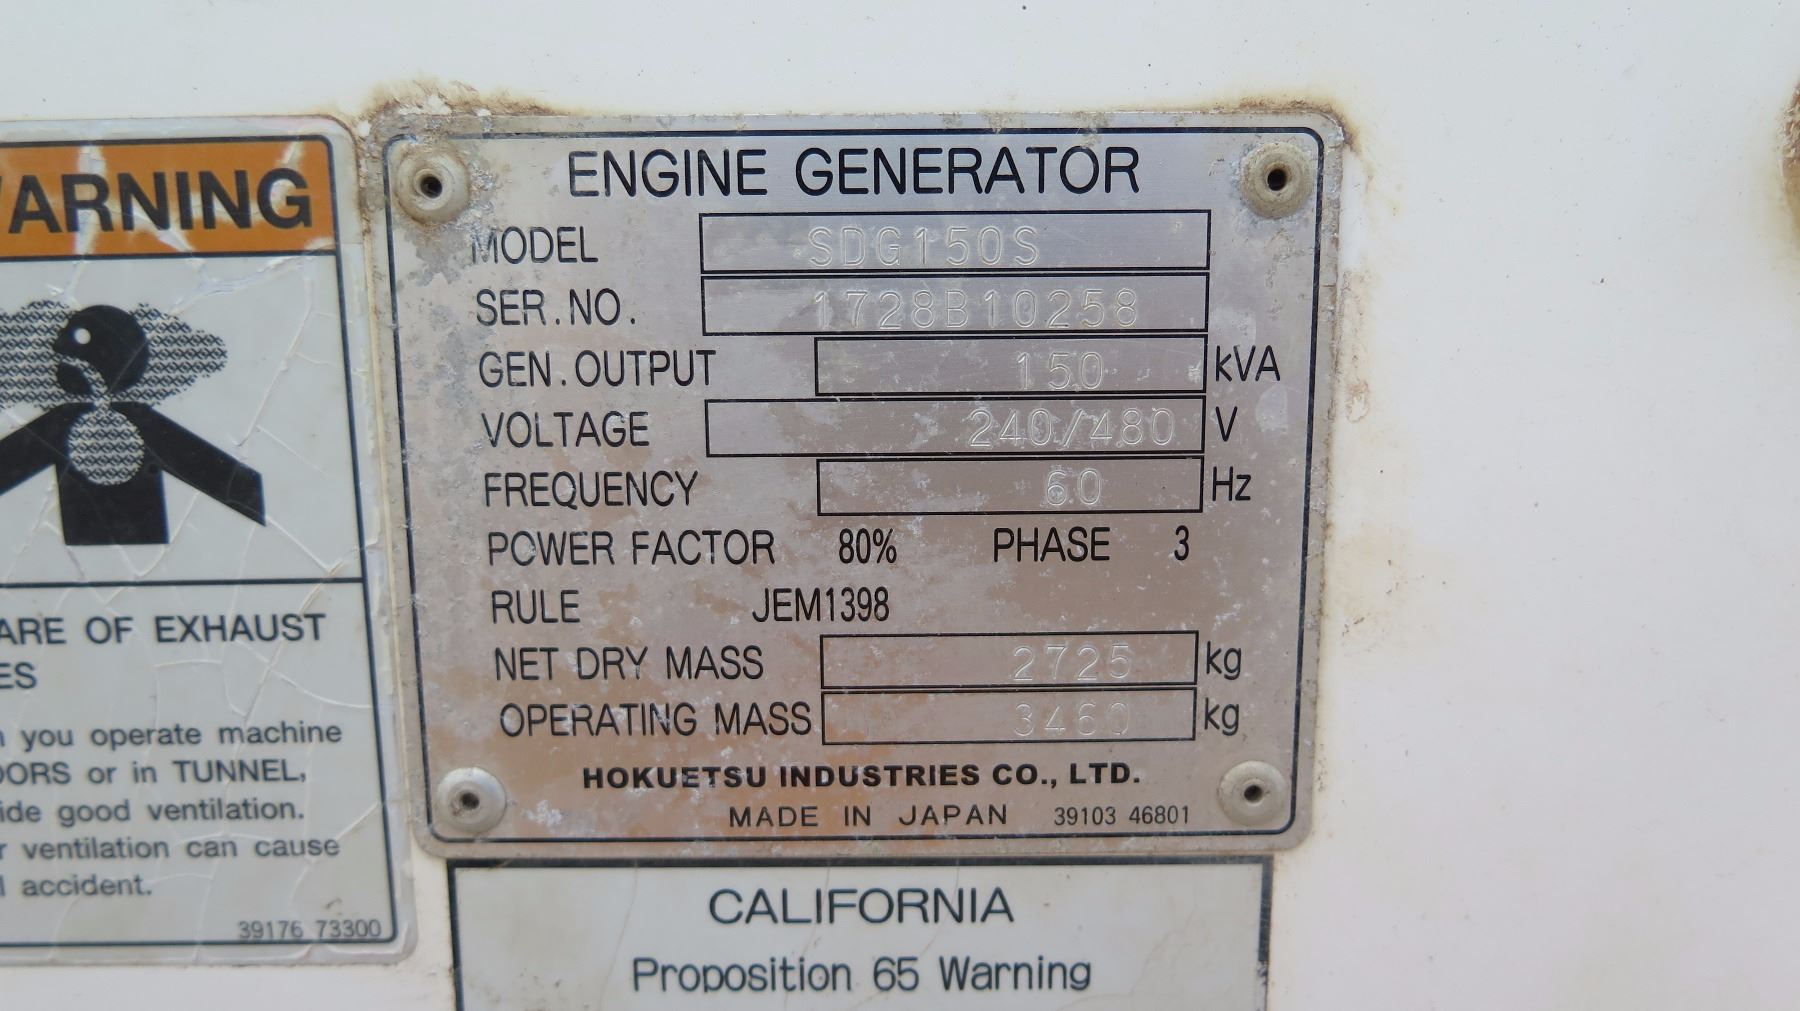 WARNING
ARE OF EXHAUST
ES
you operate machine
OORS or in TUNNEL,
ide good ventilation.
r ventilation can cause
l accident.
39176 73300
ENGINE GENERATOR
MODEL SDG150S
SER.NO. 1728B10258
GEN.OUTPUT 150 kVA
VOLTAGE 240/480 V
FREQUENCY 60 Hz
POWER FACTOR 80% PHASE 3
RULE JEM1398
NET DRY MASS 2725 kg
OPERATING MASS 3460 kg
HOKUETSU INDUSTRIES CO., LTD.
MADE IN JAPAN 39103 46801
CALIFORNIA
Proposition 65 Warning